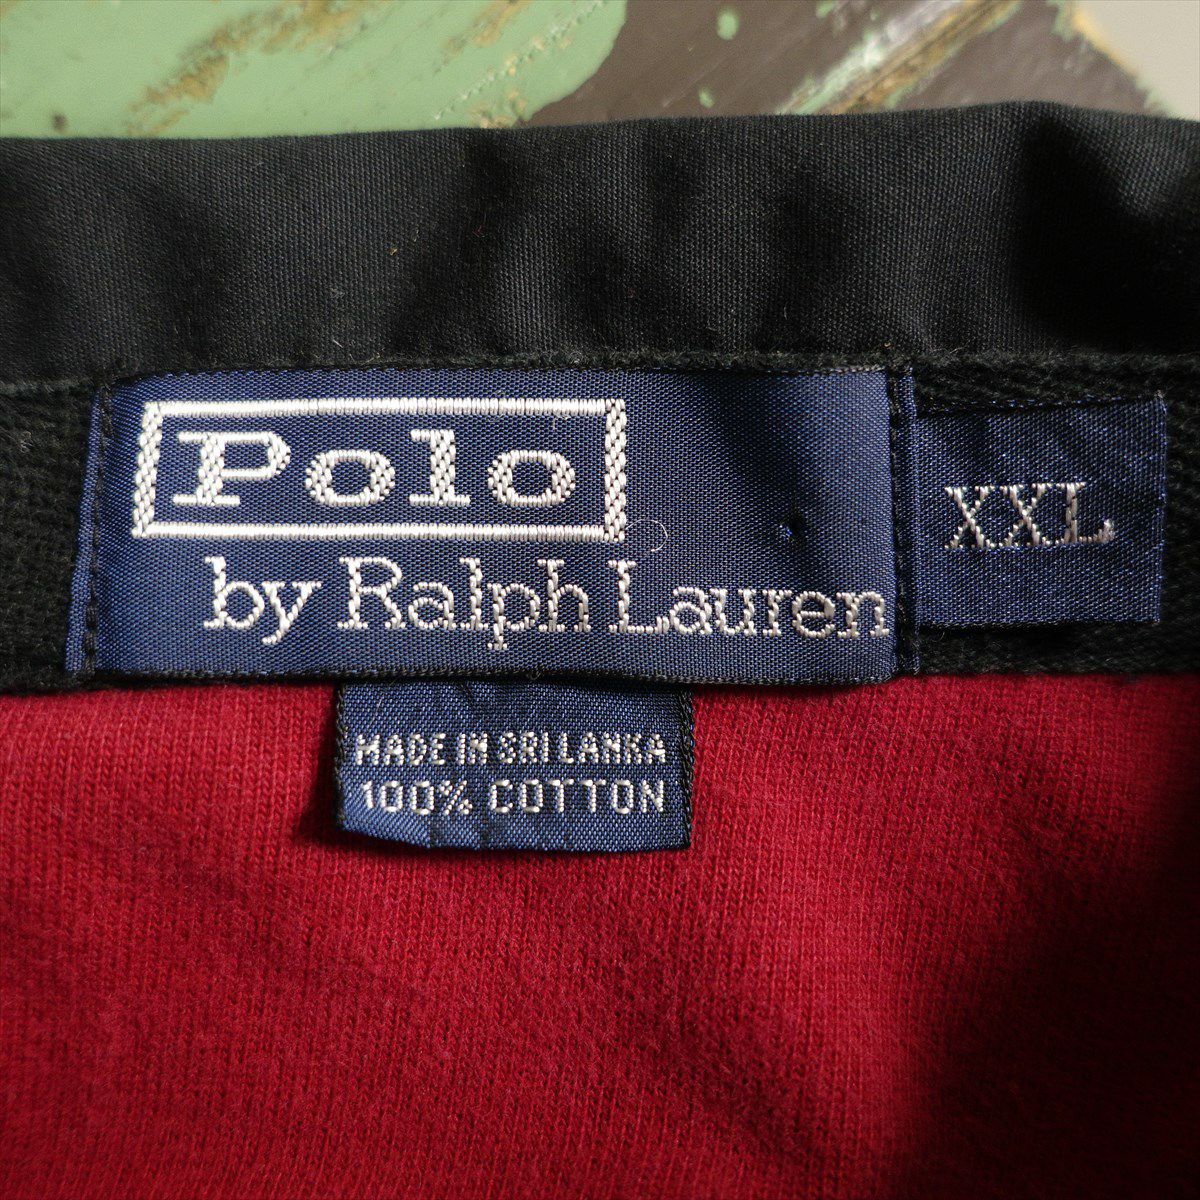 Polo
by Ralph Lauren
XXL
MADE IN SRI LANKA
100% COTTON